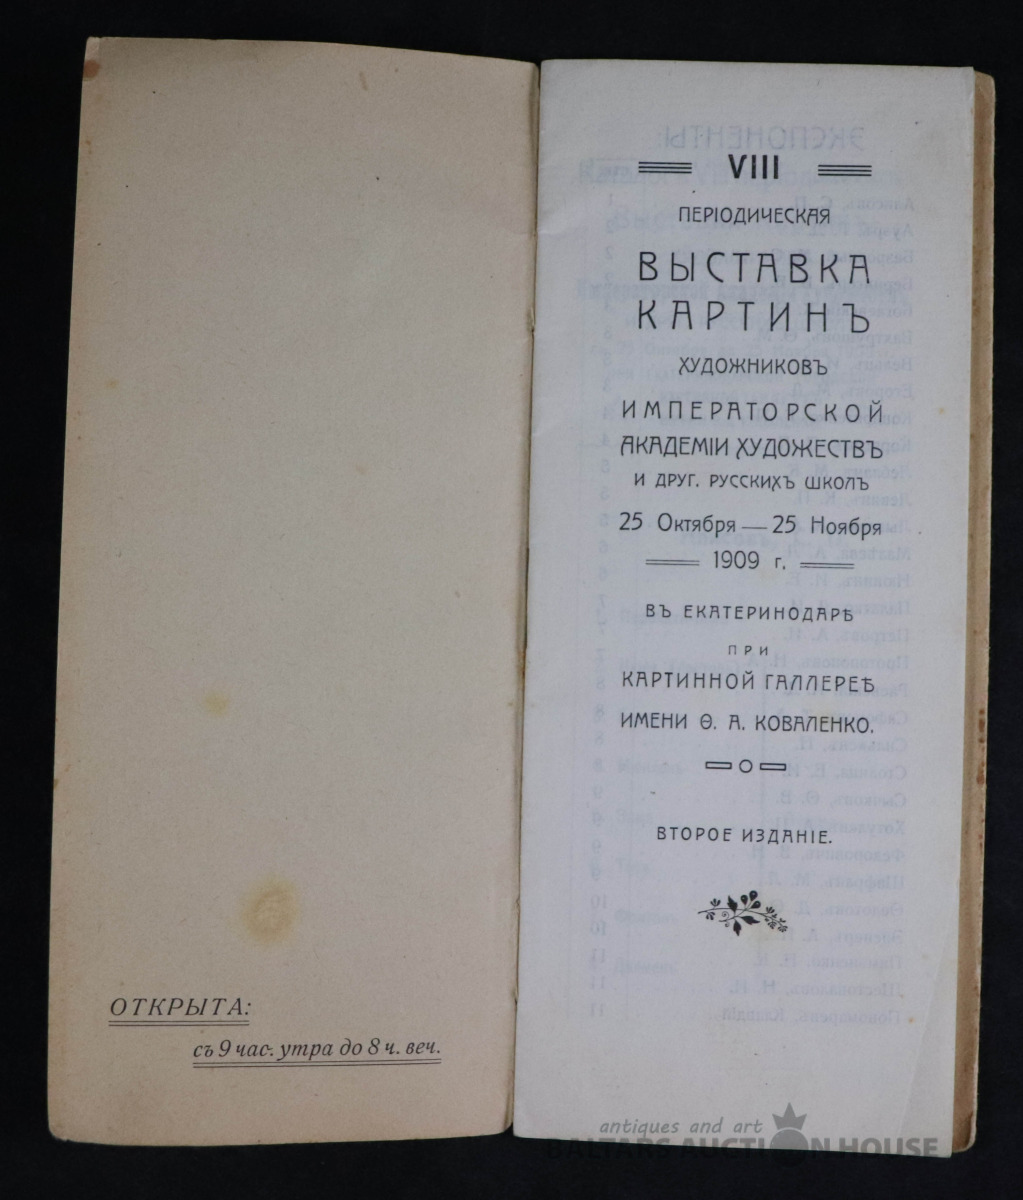 ОТКРЫТА:
съ 9 час. утра до 8 ч. веч.
VIII
ПЕРІОДИЧЕСКАЯ
ВЫСТАВКА
КАРТИНЪ
ХУДОЖНИКОВЪ
ИМПЕРАТОРСКОЙ
АКАДЕМІИ ХУДОЖЕСТВЪ
И ДРУГ. РУССКИХЪ ШКОЛЪ
25 Октября — 25 Ноября
1909 г.
ВЪ ЕКАТЕРИНОДАРѢ
ПРИ
КАРТИННОЙ ГАЛЛЕРЕѢ
ИМЕНИ Ѳ. А. КОВАЛЕНКО.
ВТОРОЕ ИЗДАНІЕ.
antiques and art
BALTARS AUCTION HOUSE